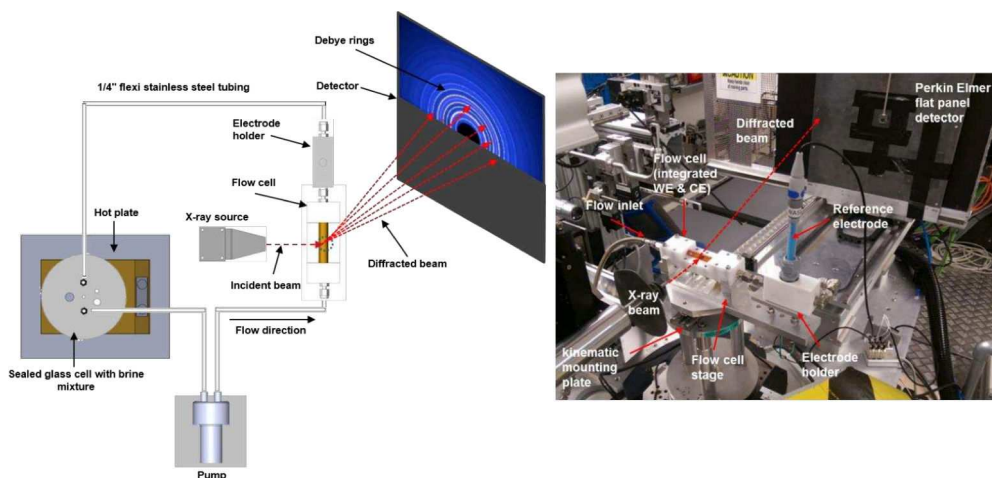 Debye rings
1/4" flexi stainless steel tubing
Detector
Electrode
holder
Flow cell
X-ray source
Hot plate
Incident beam
Diffracted beam
Flow direction
Sealed glass cell with brine
mixture
Pump
Perkin Elmer
flat panel
detector
Diffracted
beam
Flow cell
(integrated
WE & CE)
Flow inlet
Reference
electrode
X-ray
beam
kinematic
mounting
plate
Flow cell
stage
Electrode
holder